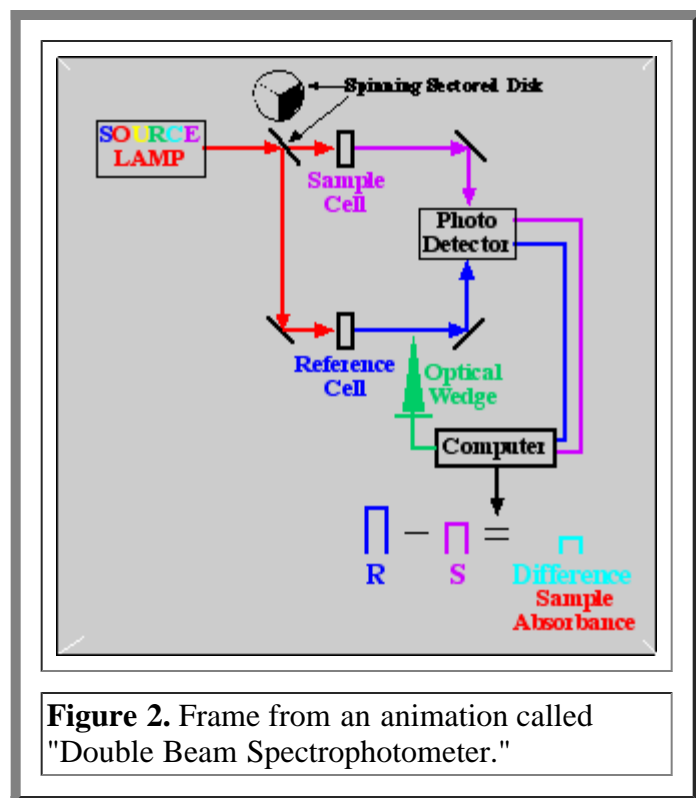 Spinning Sectored Disk
SOURCE
LAMP
Sample
Cell
Photo
Detector
Reference
Cell
Optical
Wedge
Computer
R — S =
Difference
Sample
Absorbance
Figure 2. Frame from an animation called
"Double Beam Spectrophotometer."